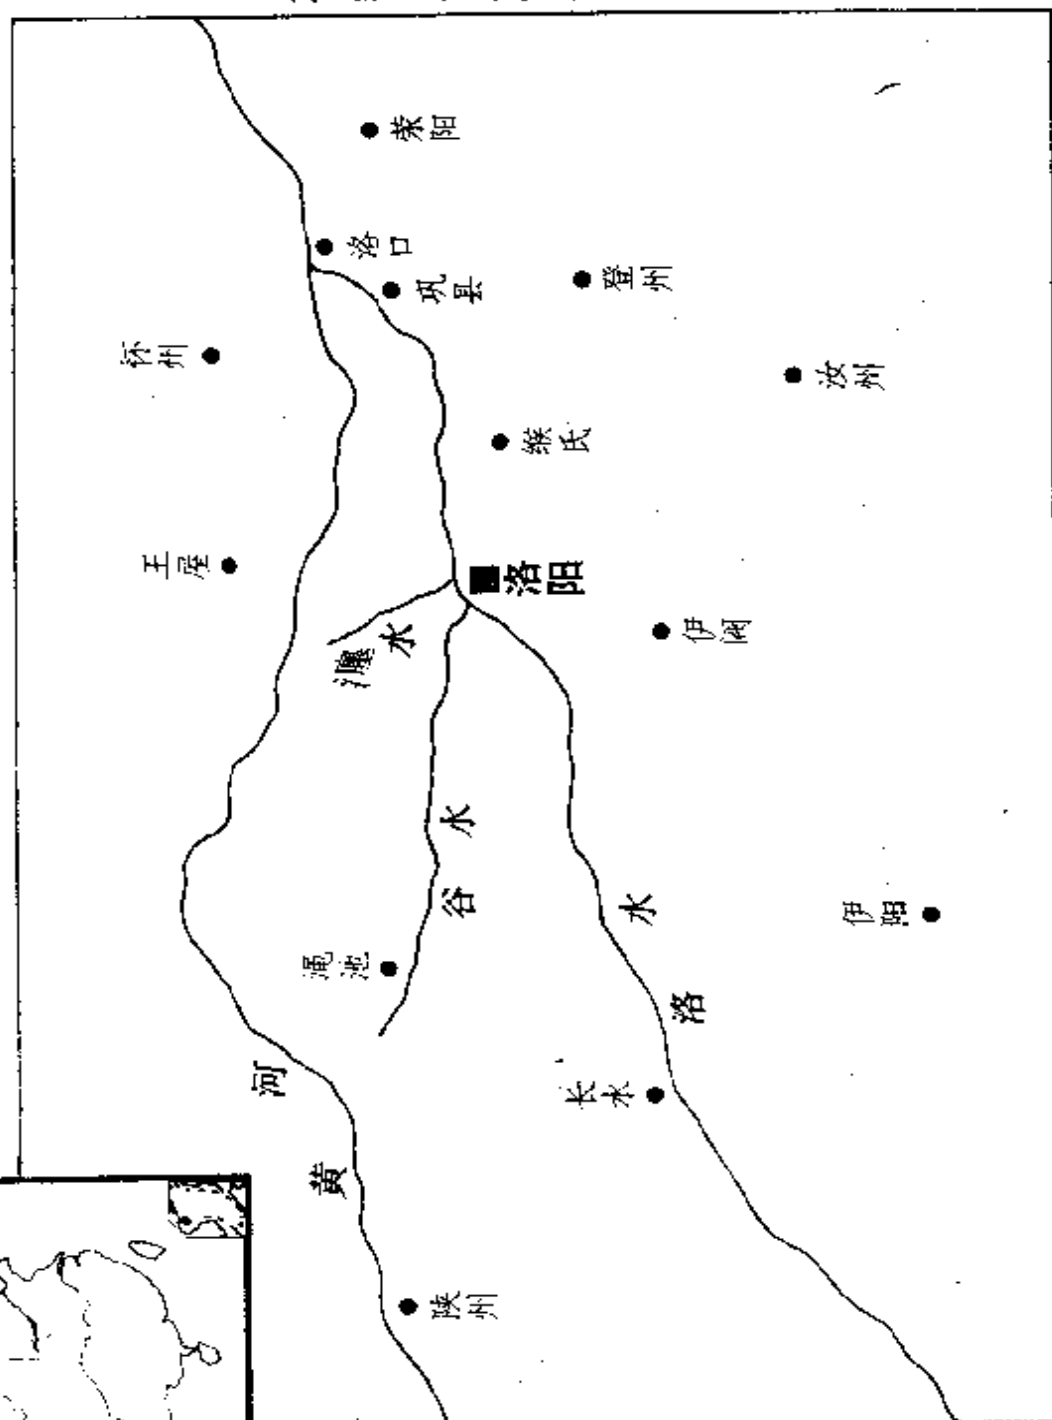 荥阳
洛口
巩县
登州
怀州
汝州
缑氏
王屋
洛阳
瀍水
伊阙
谷水
渑池
伊阳
洛水
长水
黄河
陕州